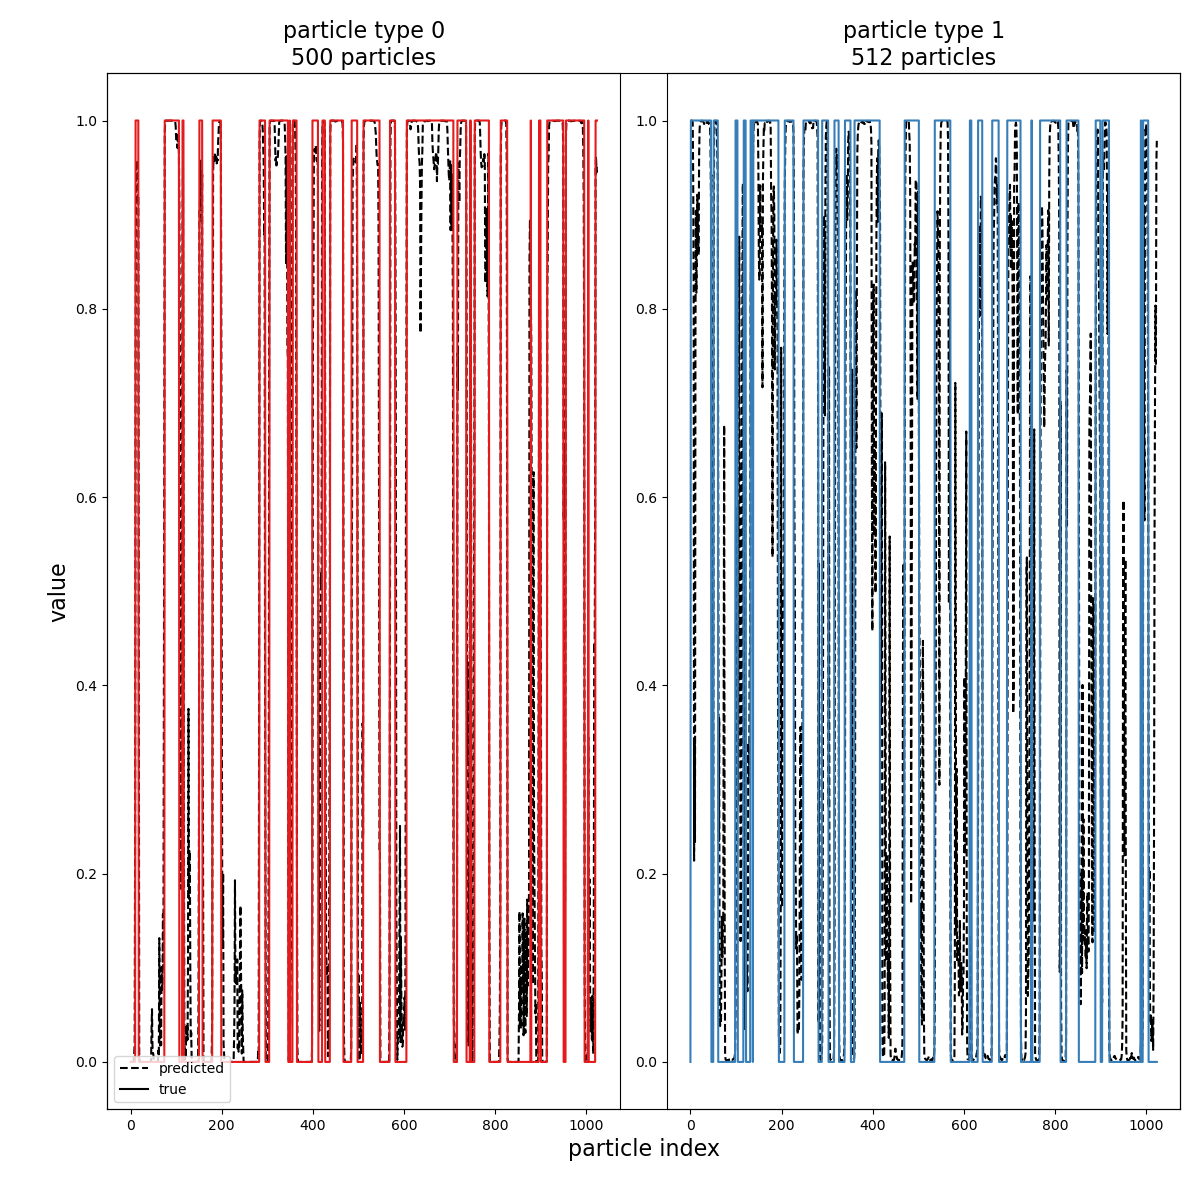 particle type 0
500 particles
particle type 1
512 particles
1.0
0.8
0.6
0.4
0.2
0.0
1.0
0.8
0.6
0.4
0.2
0.0
value
predicted
true
0 200 400 600 800 1000
0 200 400 600 800 1000
particle index